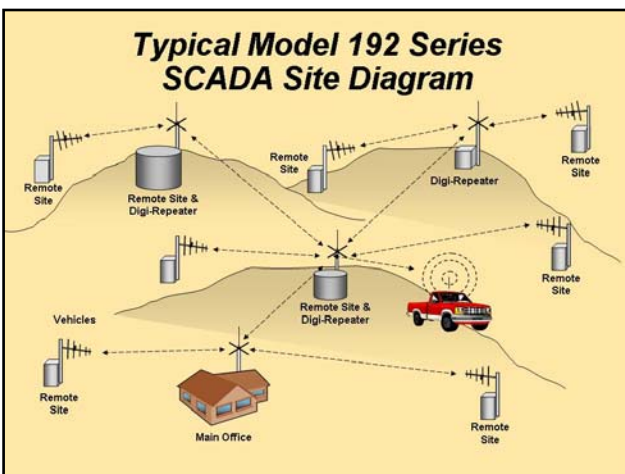 Typical Model 192 Series
SCADA Site Diagram
Remote
Site
Remote Site &
Digi-Repeater
Remote
Site
Digi-Repeater
Remote
Site
Remote Site &
Digi-Repeater
Remote
Site
Vehicles
Remote
Site
Main Office
Remote
Site